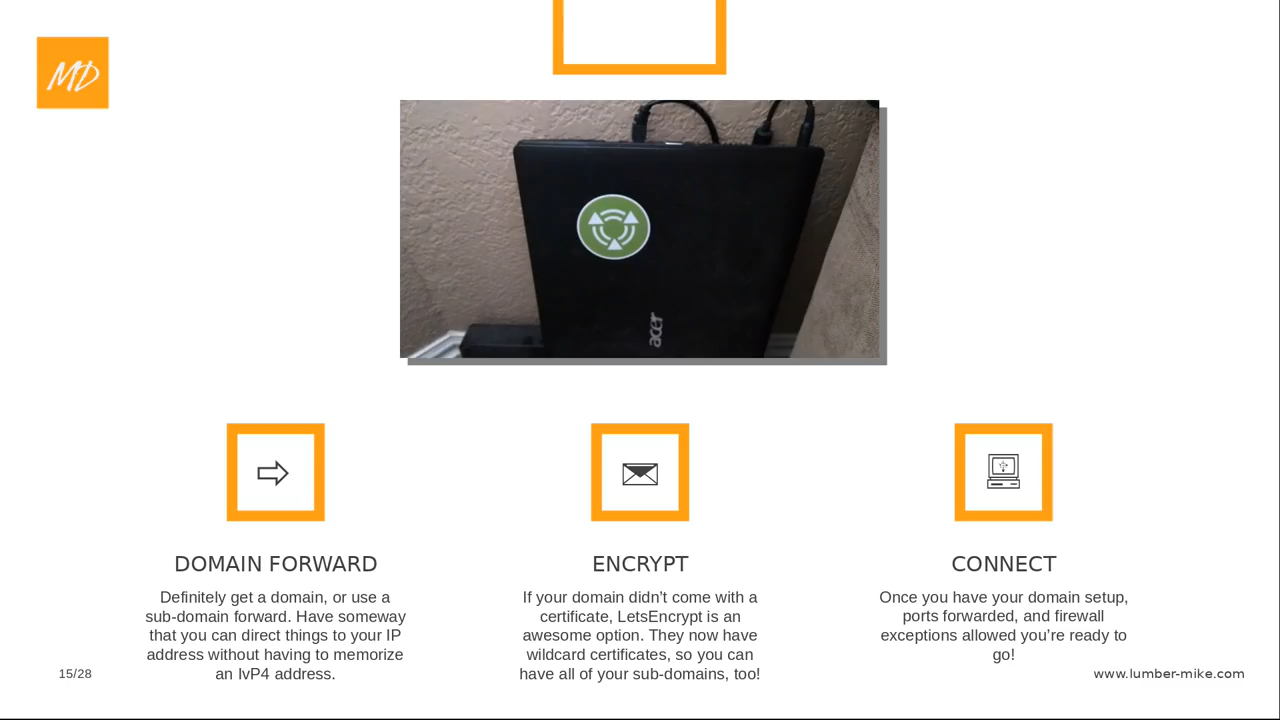 MD
acer
DOMAIN FORWARD
Definitely get a domain, or use a
sub-domain forward. Have someway
that you can direct things to your IP
address without having to memorize
an IvP4 address.
ENCRYPT
If your domain didn't come with a
certificate, LetsEncrypt is an
awesome option. They now have
wildcard certificates, so you can
have all of your sub-domains, too!
CONNECT
Once you have your domain setup,
ports forwarded, and firewall
exceptions allowed you’re ready to
go!
15/28
www.lumber-mike.com